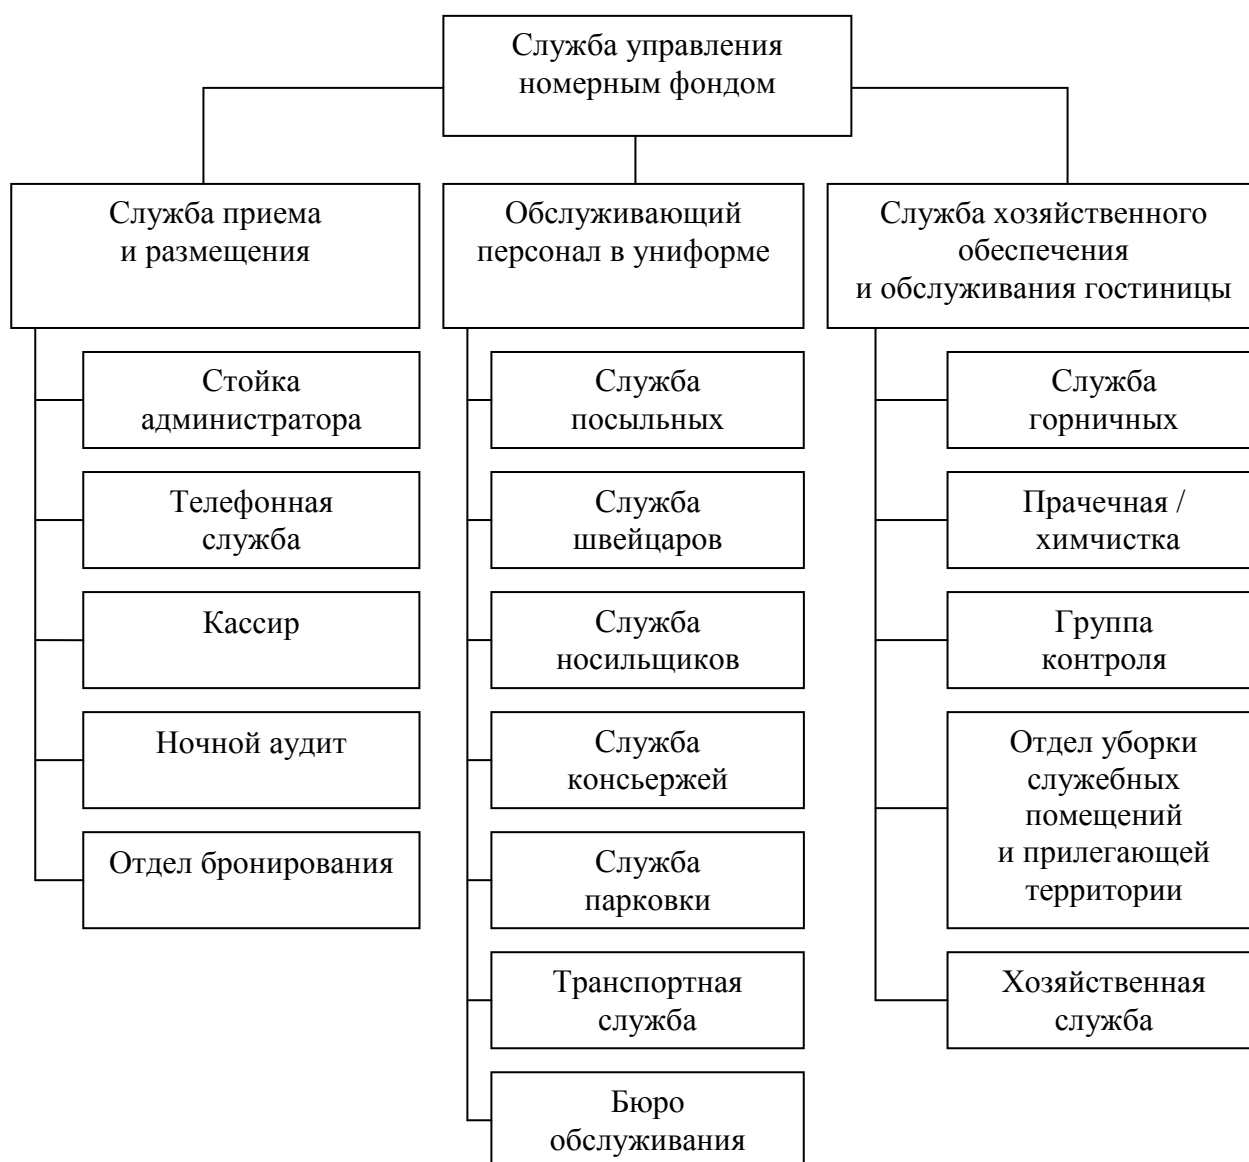 Служба управления
номерным фондом
Служба приема
и размещения
Обслуживающий
персонал в униформе
Служба хозяйственного
обеспечения
и обслуживания гостиницы
Стойка
администратора
Телефонная
служба
Кассир
Ночной аудит
Отдел бронирования
Служба
посыльных
Служба
швейцаров
Служба
носильщиков
Служба
консьержей
Служба
парковки
Транспортная
служба
Бюро
обслуживания
Служба
горничных
Прачечная /
химчистка
Группа
контроля
Отдел уборки
служебных
помещений
и прилегающей
территории
Хозяйственная
служба